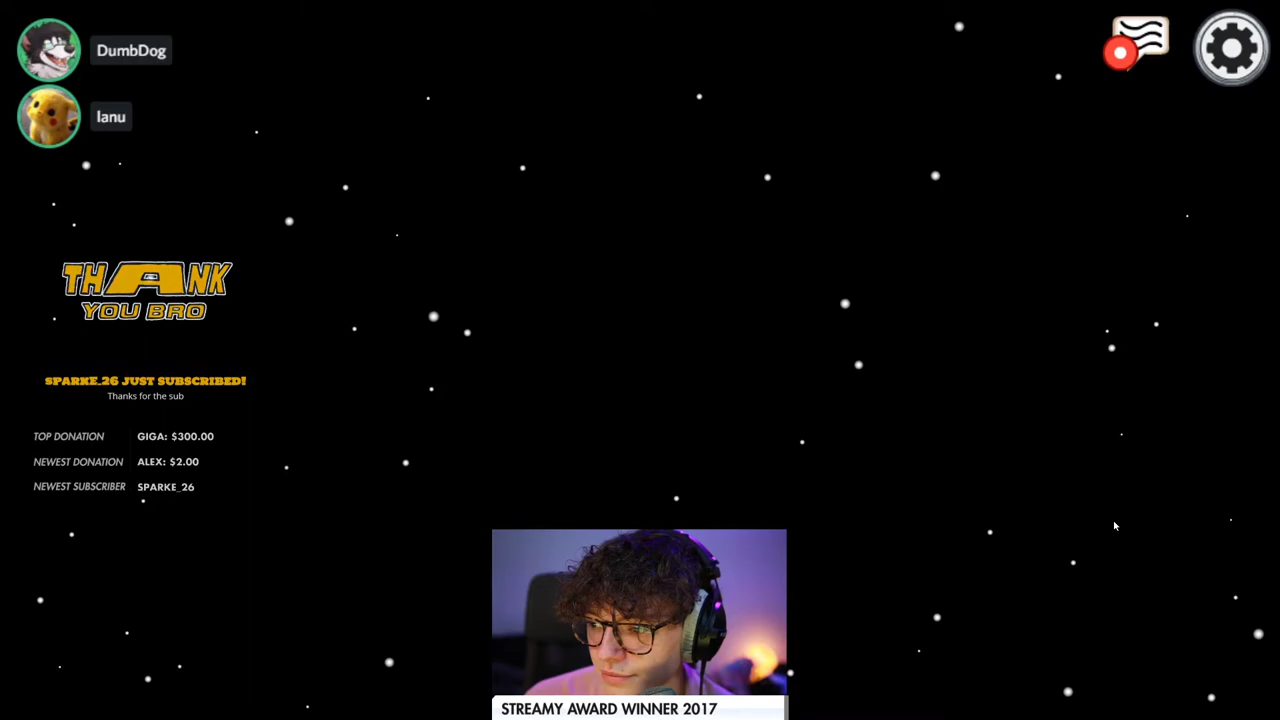 DumbDog
lanu
THANK
YOU BRO
SPARKE_26 JUST SUBSCRIBED!
Thanks for the sub
TOP DONATION GIGA: $300.00
NEWEST DONATION ALEX: $2.00
NEWEST SUBSCRIBER SPARKE_26
STREAMY AWARD WINNER 2017